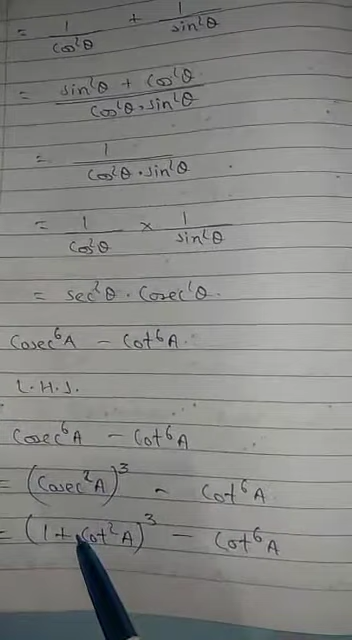 = 1/cos²θ + 1/sin²θ
= sin²θ + cos²θ / cos²θ . sin²θ
= 1 / cos²θ . sin²θ
= 1/cos²θ × 1/sin²θ
= sec²θ . cosec²θ.
Cosec⁶A - Cot⁶A.
L.H.S.
Cosec⁶A - Cot⁶A
= (Cosec²A)³ - Cot⁶A
= (1 + Cot²A)³ - Cot⁶A